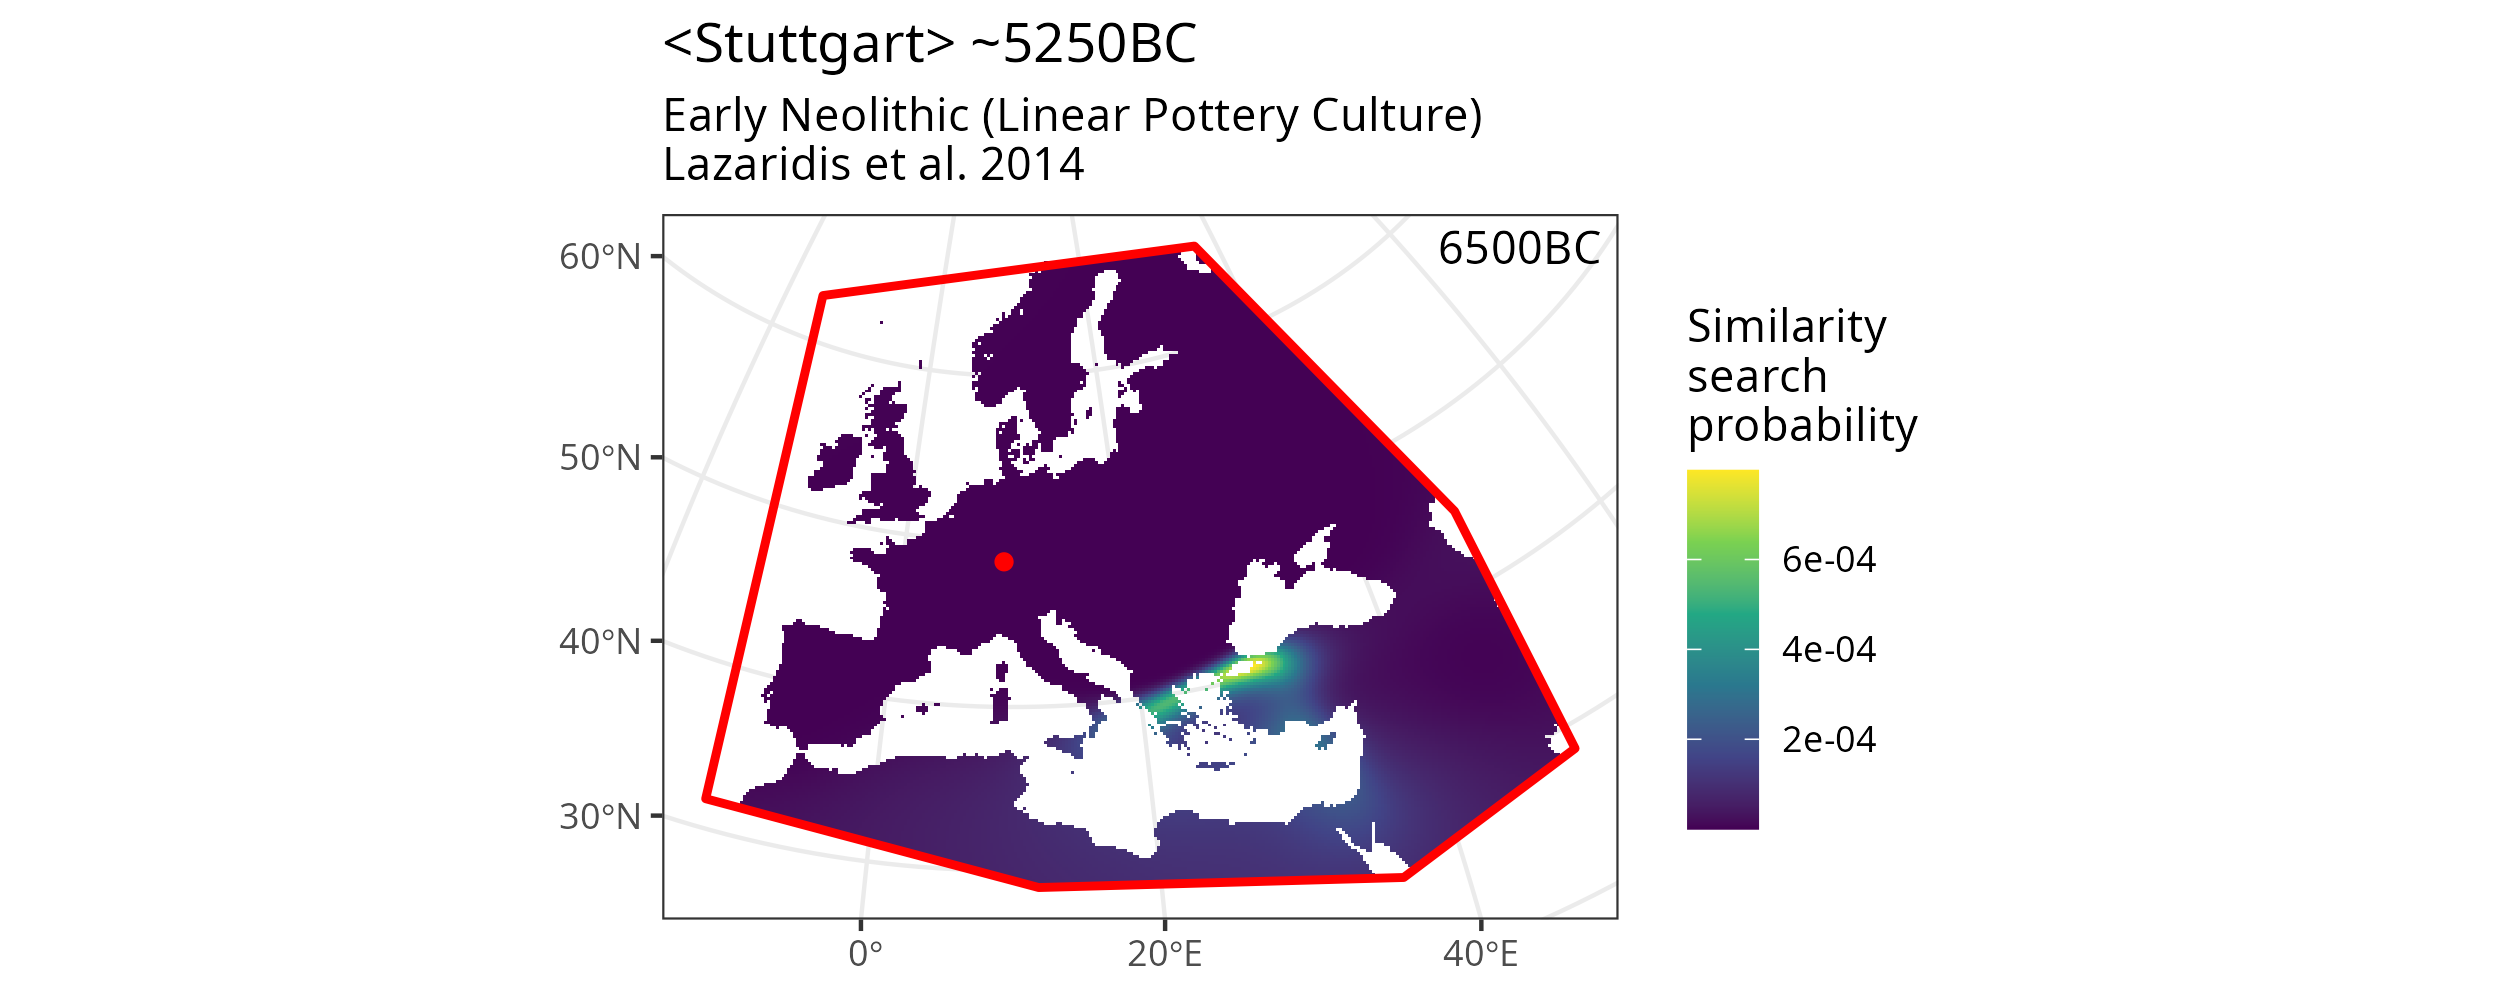 <Stuttgart> ~5250BC
Early Neolithic (Linear Pottery Culture)
Lazaridis et al. 2014
6500BC
60°N
50°N
40°N
30°N
0°
20°E
40°E
Similarity
search
probability
6e-04
4e-04
2e-04